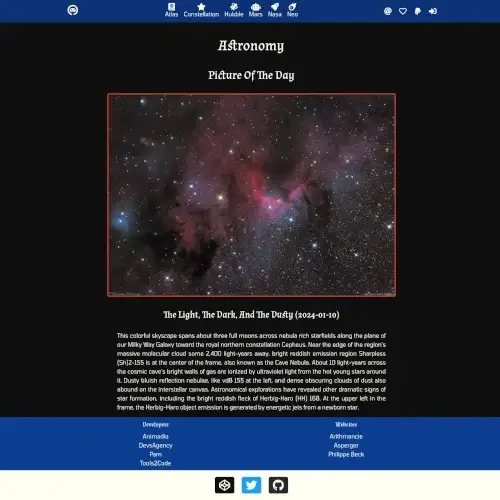 Atlas Constellation Hubble Mars Nasa Neo
Astronomy
Picture Of The Day
The Light, The Dark, And The Dusty (2024-01-10)
This colorful skyscape spans about three full moons across nebula rich starfields along the plane of
our Milky Way Galaxy toward the royal northern constellation Cepheus. Near the edge of the region's
massive molecular cloud some 2,400 light-years away, bright reddish emission region Sharpless
(Sh)2-155 is at the center of the frame, also known as the Cave Nebula. About 10 light-years across
the cosmic cave's bright walls of gas are ionized by ultraviolet light from the hot young stars around
it. Dusty bluish reflection nebulae, like vdB 155 at the left, and dense obscuring clouds of dust also
abound on the interstellar canvas. Astronomical explorations have revealed other dramatic signs of
star formation, including the bright reddish fleck of Herbig-Haro (HH) 168. At the upper left in the
frame, the Herbig-Haro object emission is generated by energetic jets from a newborn star.
Developers Websites
Animadio Arithmancie
DevsAgency Asperger
Pam Philippe Beck
Tools2Code